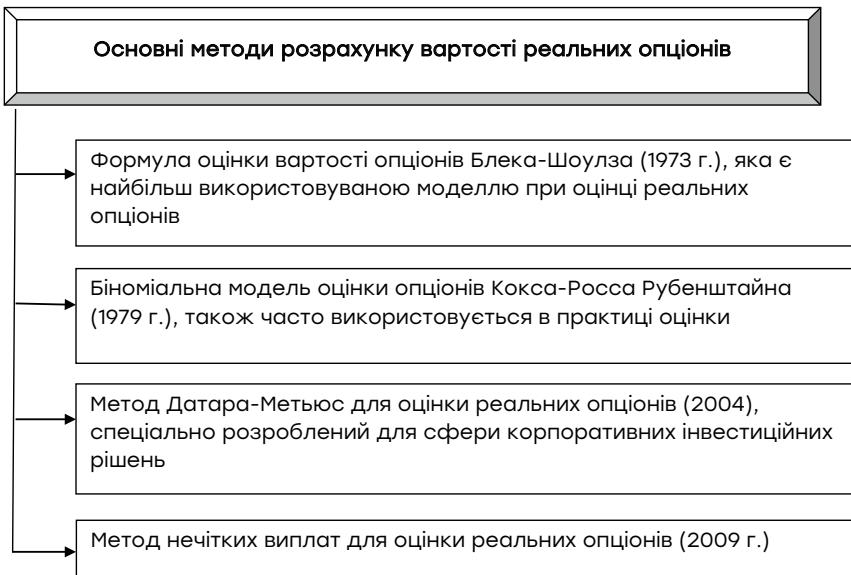 Основні методи розрахунку вартості реальних опціонів
Формула оцінки вартості опціонів Блека-Шоулза (1973 г.), яка є
найбільш використовуваною моделлю при оцінці реальних
опціонів
Біноміальна модель оцінки опціонів Кокса-Росса Рубенштайна
(1979 г.), також часто використовується в практиці оцінки
Метод Датара-Метьюс для оцінки реальних опціонів (2004),
спеціально розроблений для сфери корпоративних інвестиційних
рішень
Метод нечітких виплат для оцінки реальних опціонів (2009 г.)